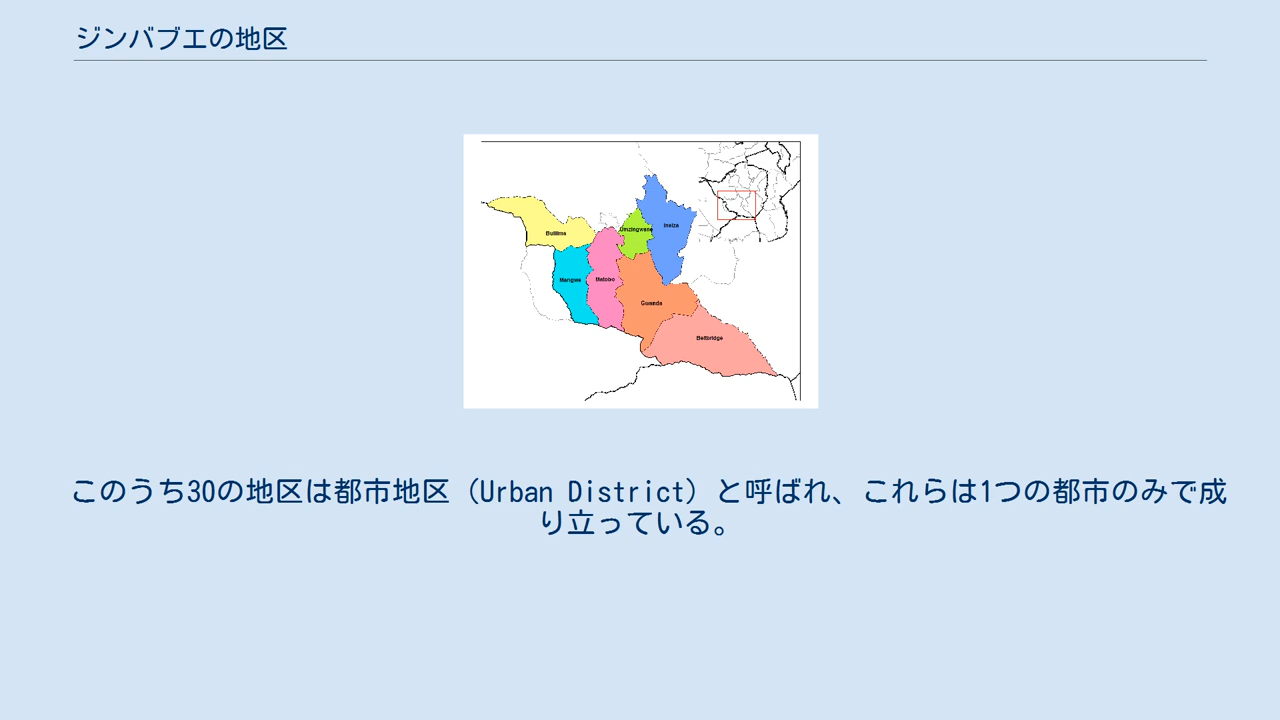 ジンバブエの地区
Bulilima
Mangwe
Matobo
Umzingwane
Insiza
Gwanda
Beitbridge
このうち30の地区は都市地区（Urban District）と呼ばれ、これらは1つの都市のみで成
り立っている。